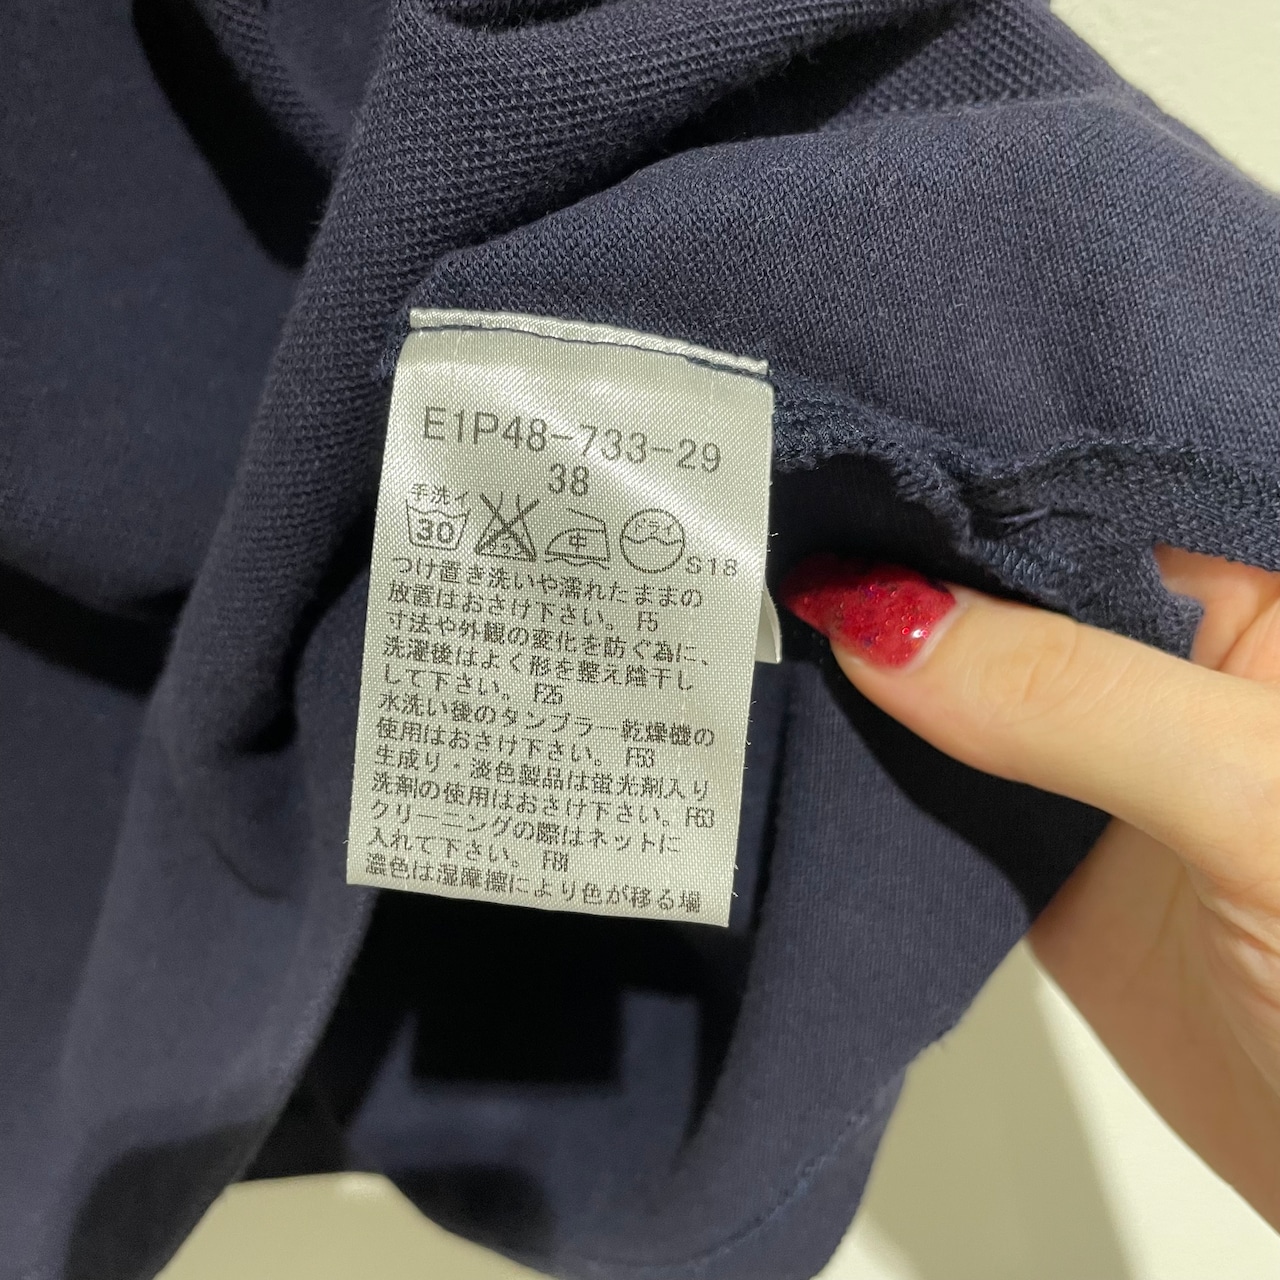 E1P48-733-29
38
手洗イ
30
中
ドライ
S18
つけ置き洗いや濡れたままの
放置はおさけ下さい。 F5
寸法や外観の変化を防ぐ為に、
洗濯後はよく形を整え陰干し
して下さい。 F25
水洗い後のタンブラー乾燥機の
使用はおさけ下さい。 F53
生成り・淡色製品は蛍光剤入り
洗剤の使用はおさけ下さい。F63
クリーニングの際はネットに
入れて下さい。 F81
濃色は湿摩擦により色が移る場